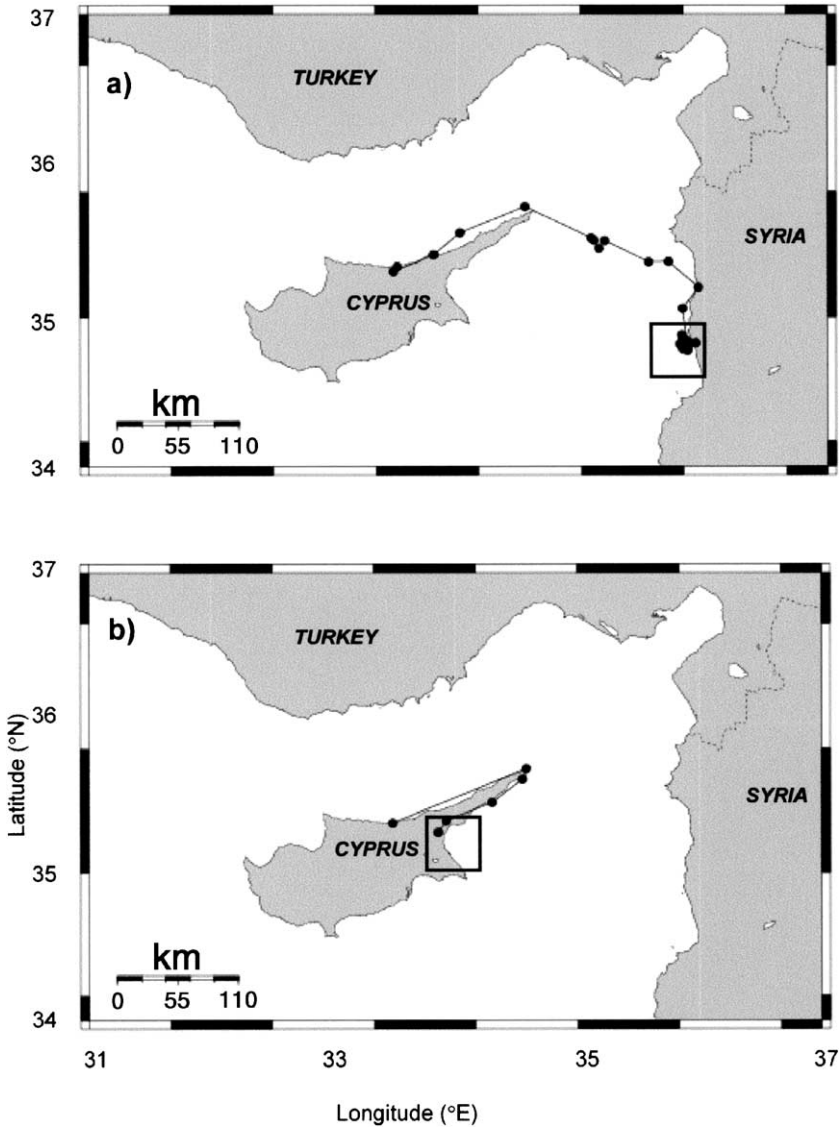 37
a)
TURKEY
36
SYRIA
CYPRUS
35
km
0 55 110
34
37
b)
TURKEY
36
Latitude (°N)
SYRIA
CYPRUS
35
km
0 55 110
34
31 33 35 37
Longitude (°E)